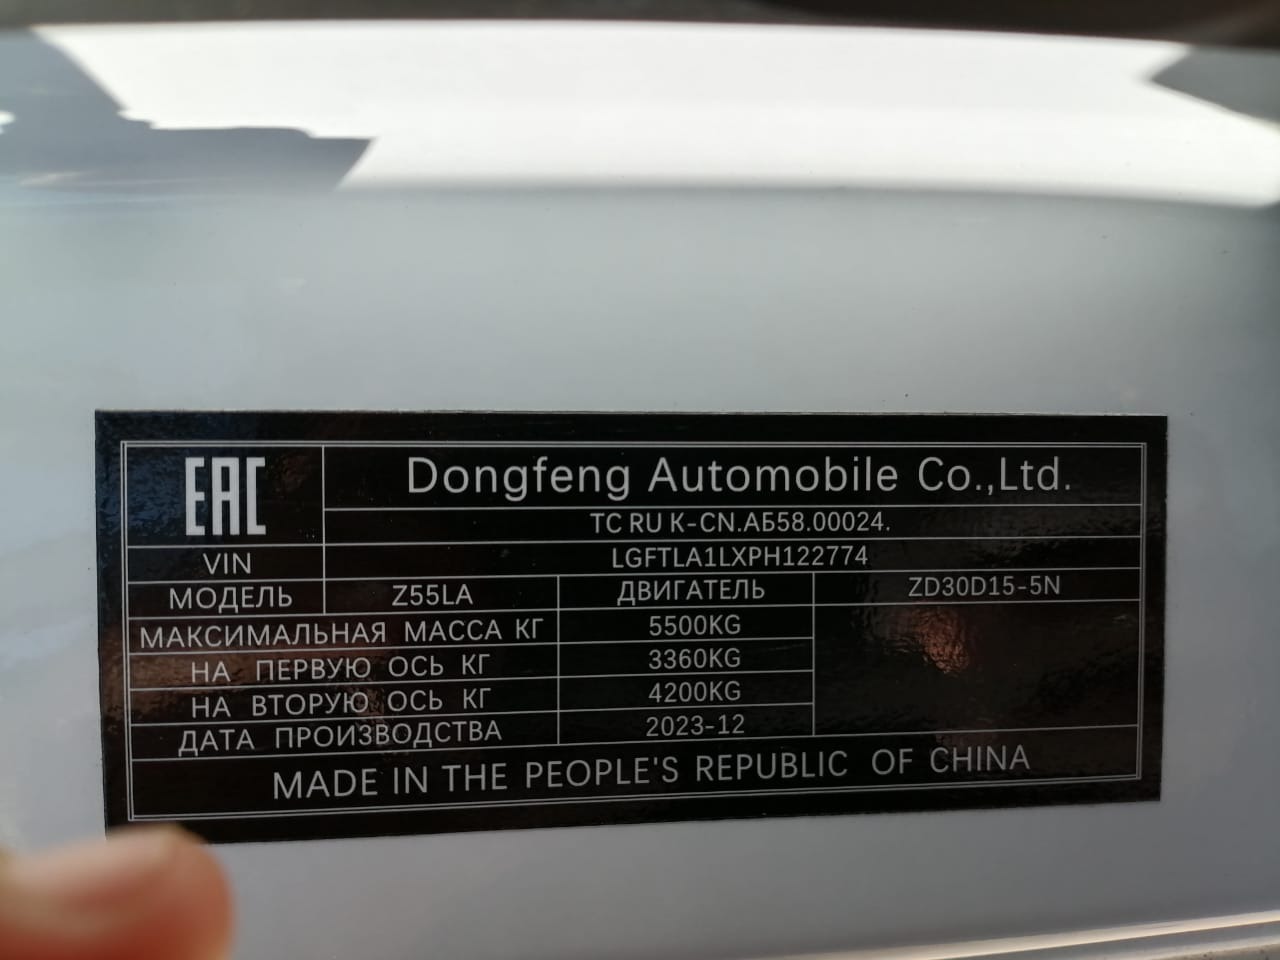 EAC
Dongfeng Automobile Co.,Ltd.
TC RU К-CN.АБ58.00024.
VIN LGFTLA1LXPH122774
МОДЕЛЬ Z55LA ДВИГАТЕЛЬ ZD30D15-5N
МАКСИМАЛЬНАЯ МАССА КГ 5500KG
НА ПЕРВУЮ ОСЬ КГ 3360KG
НА ВТОРУЮ ОСЬ КГ 4200KG
ДАТА ПРОИЗВОДСТВА 2023-12
MADE IN THE PEOPLE'S REPUBLIC OF CHINA